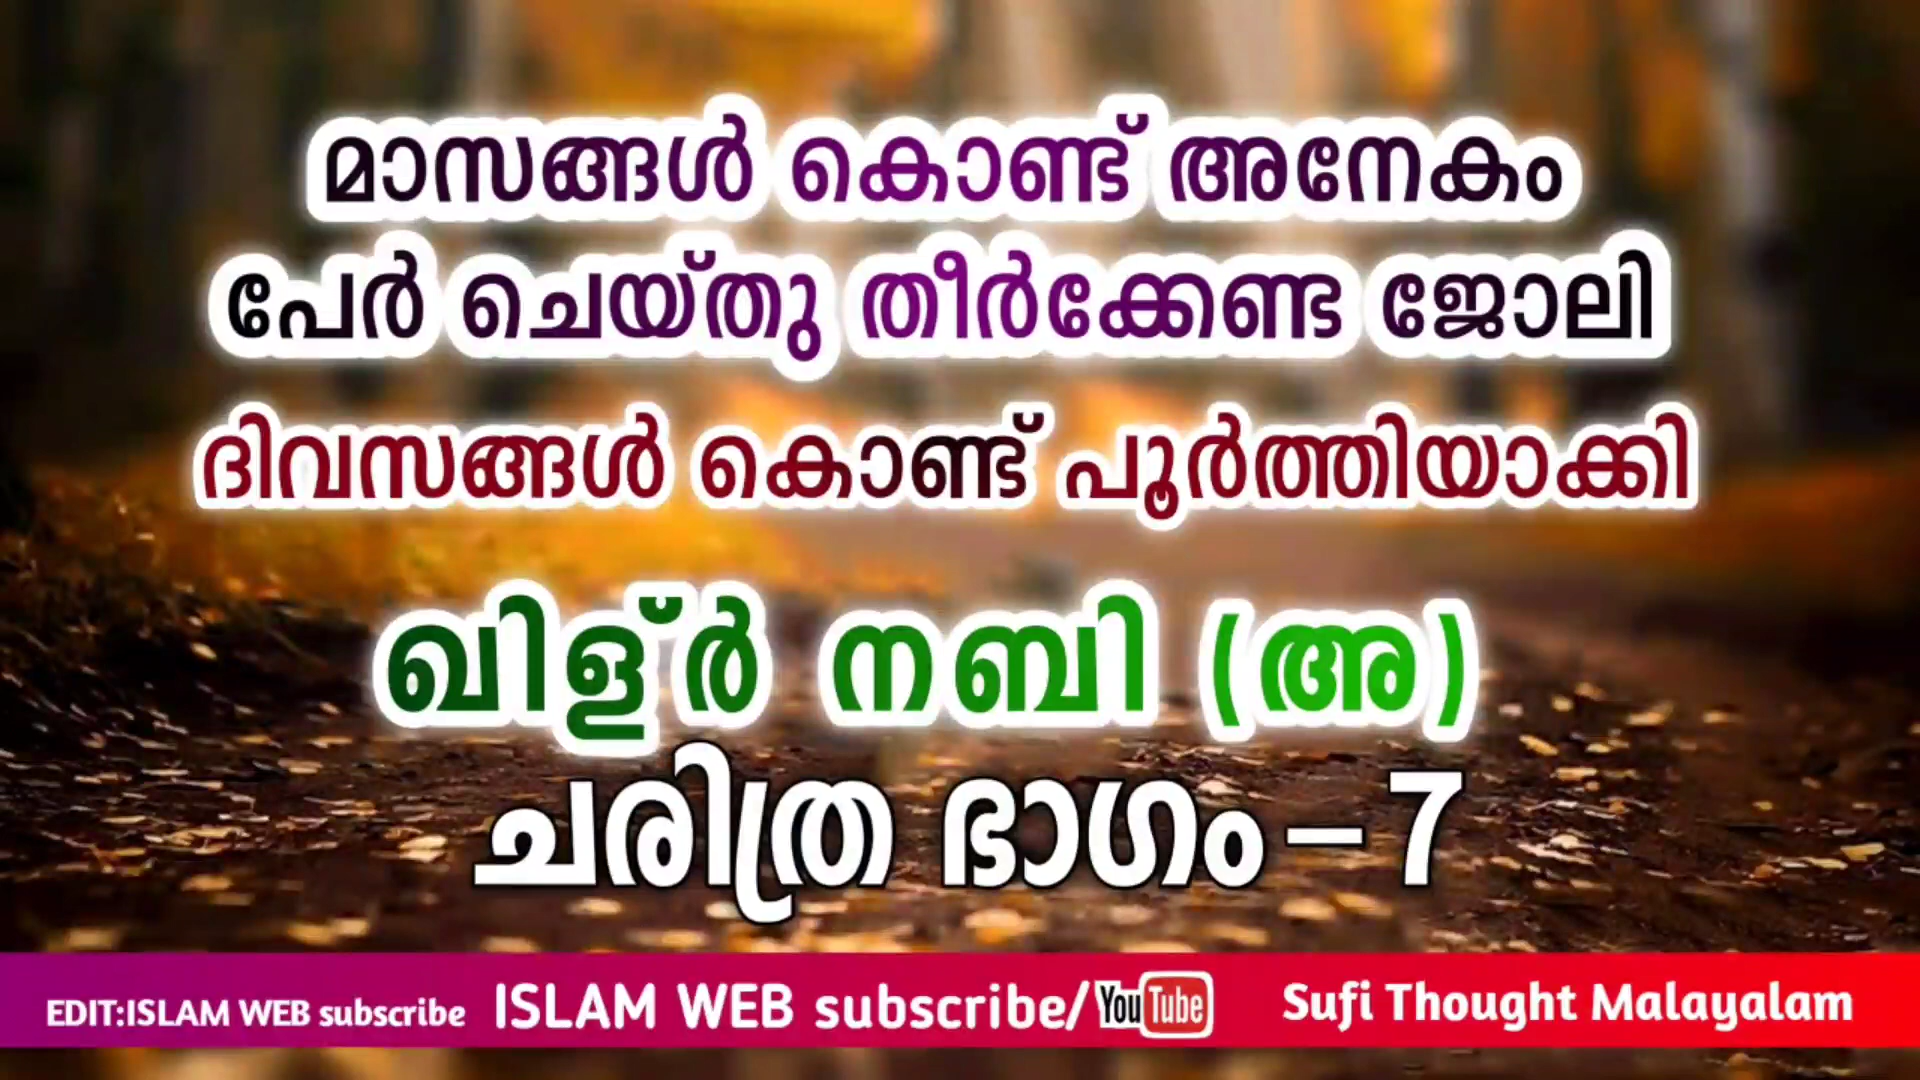 മാസങ്ങൾ കൊണ്ട് അനേകം
പേർ ചെയ്തു തീർക്കേണ്ട ജോലി
ദിവസങ്ങൾ കൊണ്ട് പൂർത്തിയാക്കി
ഖിള്ർ നബി (അ)
ചരിത്ര ഭാഗം – 7
EDIT:ISLAM WEB subscribe ISLAM WEB subscribe/YouTube Sufi Thought Malayalam